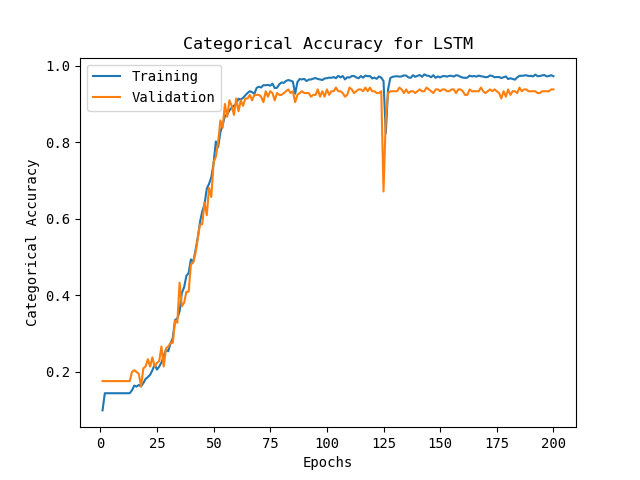 Categorical Accuracy for LSTM
Training
Validation
Categorical Accuracy
1.0
0.8
0.6
0.4
0.2
0 25 50 75 100 125 150 175 200
Epochs